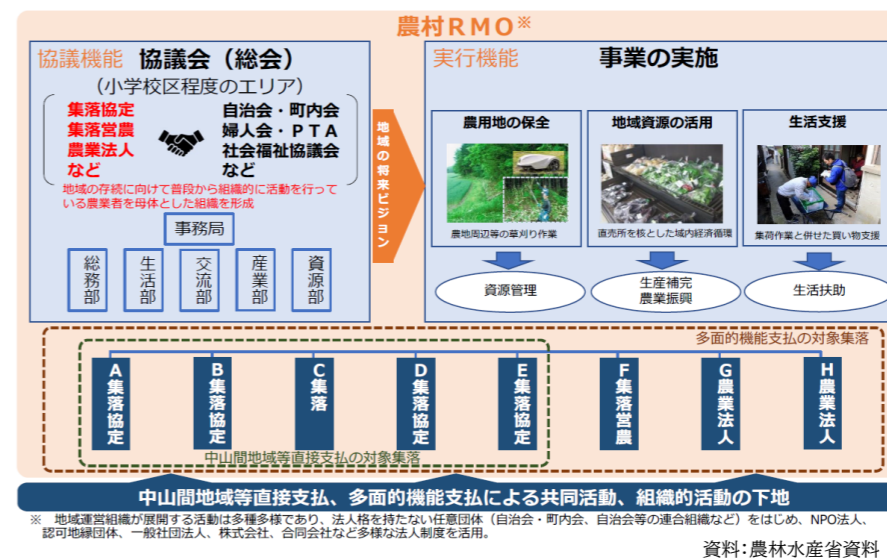 農村RMO※
協議機能 協議会（総会）
（小学校区程度のエリア）
集落協定
集落営農
農業法人
など
自治会・町内会
婦人会・ＰＴＡ
社会福祉協議会
など
地域の存続に向けて普段から組織的に活動を行って
いる農業者を母体とした組織を形成
事務局
総務部
生活部
交流部
産業部
資源部
地域の将来ビジョン
実行機能 事業の実施
農用地の保全
農地周辺等の草刈り作業
資源管理
地域資源の活用
直売所を核とした域内経済循環
生産補完
農業振興
生活支援
集荷作業と併せた買い物支援
生活扶助
多面的機能支払の対象集落
A集落協定
B集落協定
C集落
D集落協定
E集落協定
F集落営農
G農業法人
H農業法人
中山間地域等直接支払の対象集落
中山間地域等直接支払、多面的機能支払による共同活動、組織的活動の下地
※　地域運営組織が展開する活動は多種多様であり、法人格を持たない任意団体（自治会・町内会、自治会等の連合組織など）をはじめ、NPO法人、
認可地縁団体、一般社団法人、株式会社、合同会社など多様な法人制度を活用。
資料：農林水産省資料